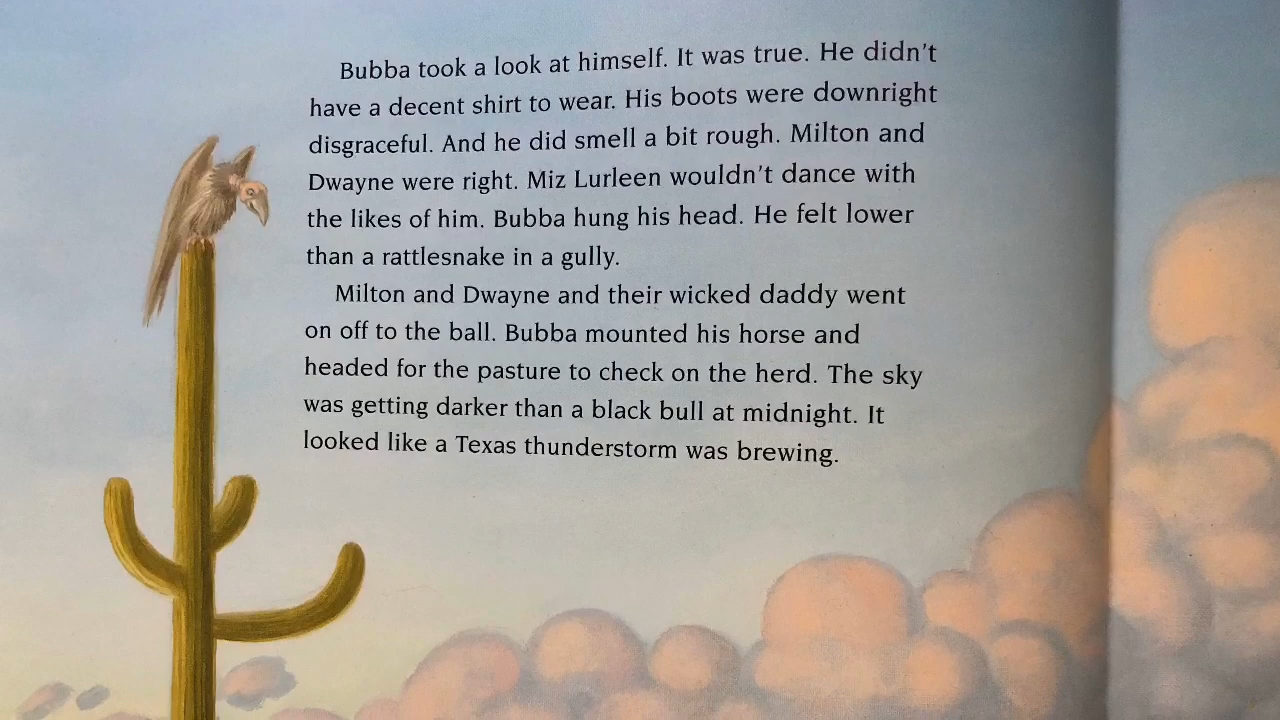 Bubba took a look at himself. It was true. He didn't
have a decent shirt to wear. His boots were downright
disgraceful. And he did smell a bit rough. Milton and
Dwayne were right. Miz Lurleen wouldn't dance with
the likes of him. Bubba hung his head. He felt lower
than a rattlesnake in a gully.
Milton and Dwayne and their wicked daddy went
on off to the ball. Bubba mounted his horse and
headed for the pasture to check on the herd. The sky
was getting darker than a black bull at midnight. It
looked like a Texas thunderstorm was brewing.